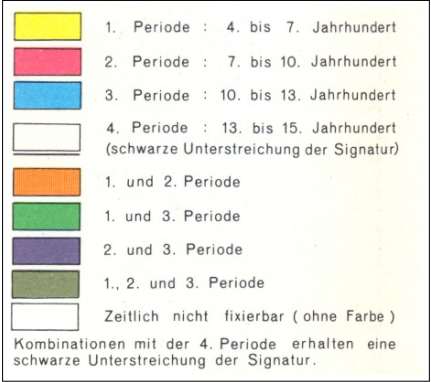 1. Periode : 4. bis 7. Jahrhundert
2. Periode : 7. bis 10. Jahrhundert
3. Periode : 10. bis 13. Jahrhundert
4. Periode : 13. bis 15. Jahrhundert
(schwarze Unterstreichung der Signatur)
1. und 2. Periode
1. und 3. Periode
2. und 3. Periode
1., 2. und 3. Periode
Zeitlich nicht fixierbar ( ohne Farbe )
Kombinationen mit der 4. Periode erhalten eine
schwarze Unterstreichung der Signatur.